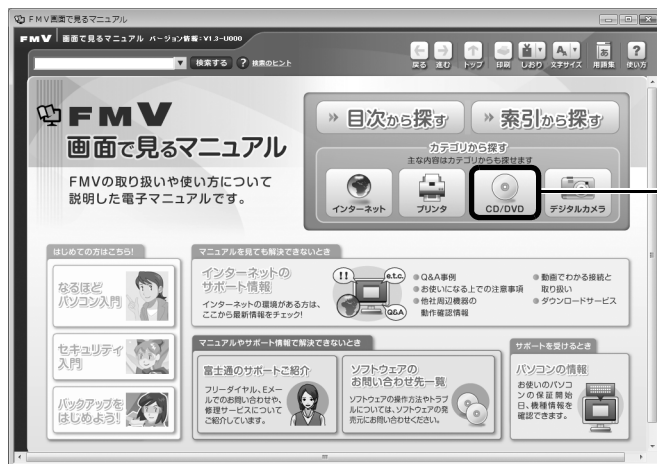 FMV画面で見るマニュアル
FMV 画面で見るマニュアル バージョン情報：V1.3-U000
検索する ? 検索のヒント
戻る 進む トップ 印刷 しおり 文字サイズ 用語集 使い方
FMV
画面で見るマニュアル
FMVの取り扱いや使い方について
説明した電子マニュアルです。
» 目次から探す
» 索引から探す
カテゴリから探す
主な内容はカテゴリからも探せます
インターネット プリンタ CD/DVD デジタルカメラ
はじめての方はこちら!
なるほど
パソコン入門
セキュリティ
入門
バックアップを
はじめよう!
マニュアルを見ても解決できないとき
インターネットの
サポート情報
インターネットの環境がある方は、
ここから最新情報をチェック!
!! e.t.c. Q&A
●Q&A事例
●お使いになる上での注意事項
●他社周辺機器の
動作確認情報
●動画でわかる接続と
取り扱い
●ダウンロードサービス
マニュアルやサポート情報で解決できないとき
富士通のサポートご紹介
フリーダイヤル、Eメー
ルでのお問い合わせや、
修理サービスについて
ご紹介しています。
ソフトウェアの
お問い合わせ先一覧
ソフトウェアの操作方法やトラブ
ルについては、ソフトウェアの発
売元にお問い合わせください。
サポートを受けるとき
パソコンの情報
お使いのパソコ
ンの保証開始
日、機種情報を
確認できます。